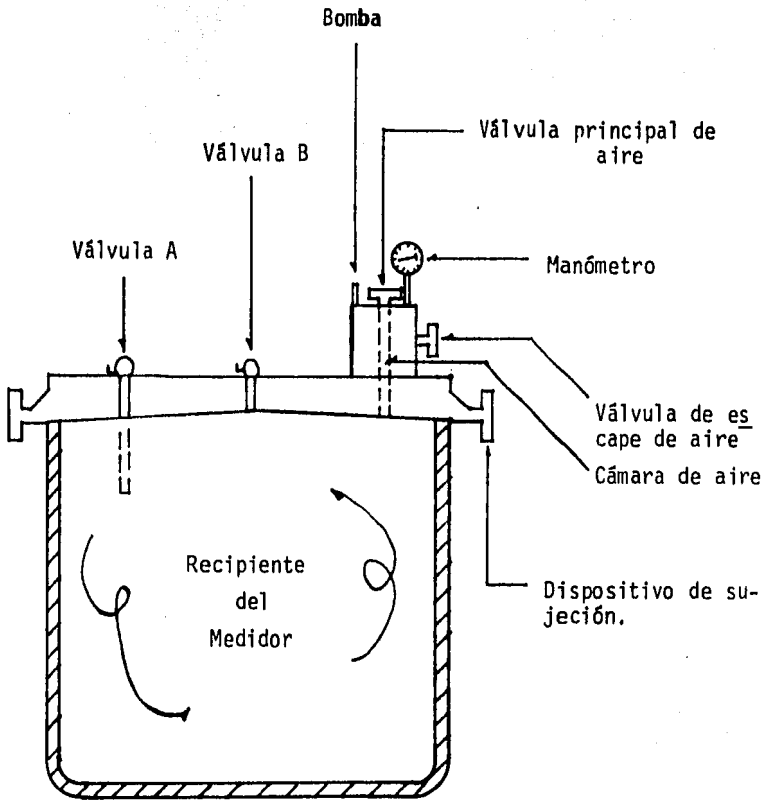 Bomba
Válvula principal de
aire
Válvula B
Válvula A
Manómetro
Válvula de es
cape de aire
Cámara de aire
Recipiente
del
Medidor
Dispositivo de su-
jeción.